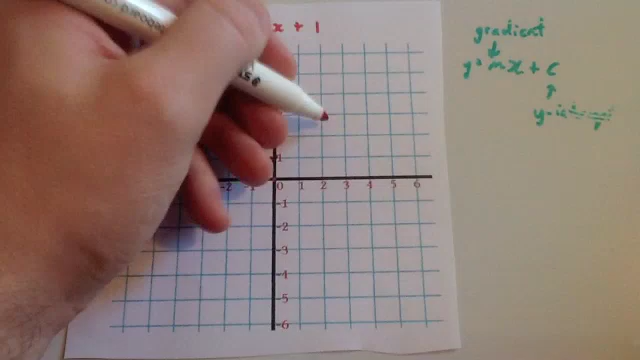 x + 1
gradient
y = mx + c
1
-2 -1 0 1 2 3 4 5 6
-1
-2
-3
-4
-5
-6